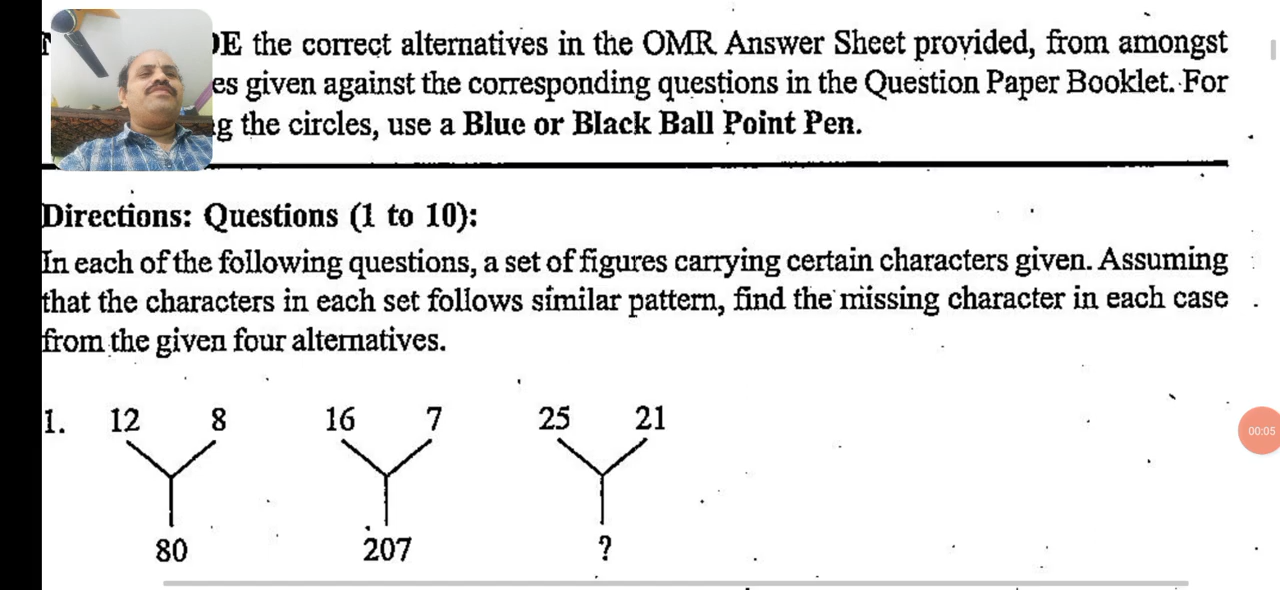 DE the correct alternatives in the OMR Answer Sheet provided, from amongst
es given against the corresponding questions in the Question Paper Booklet. For
g the circles, use a Blue or Black Ball Point Pen.
Directions: Questions (1 to 10):
In each of the following questions, a set of figures carrying certain characters given. Assuming
that the characters in each set follows similar pattern, find the missing character in each case
from the given four alternatives.
1. 12 8 16 7 25 21
80 207 ?
00:05